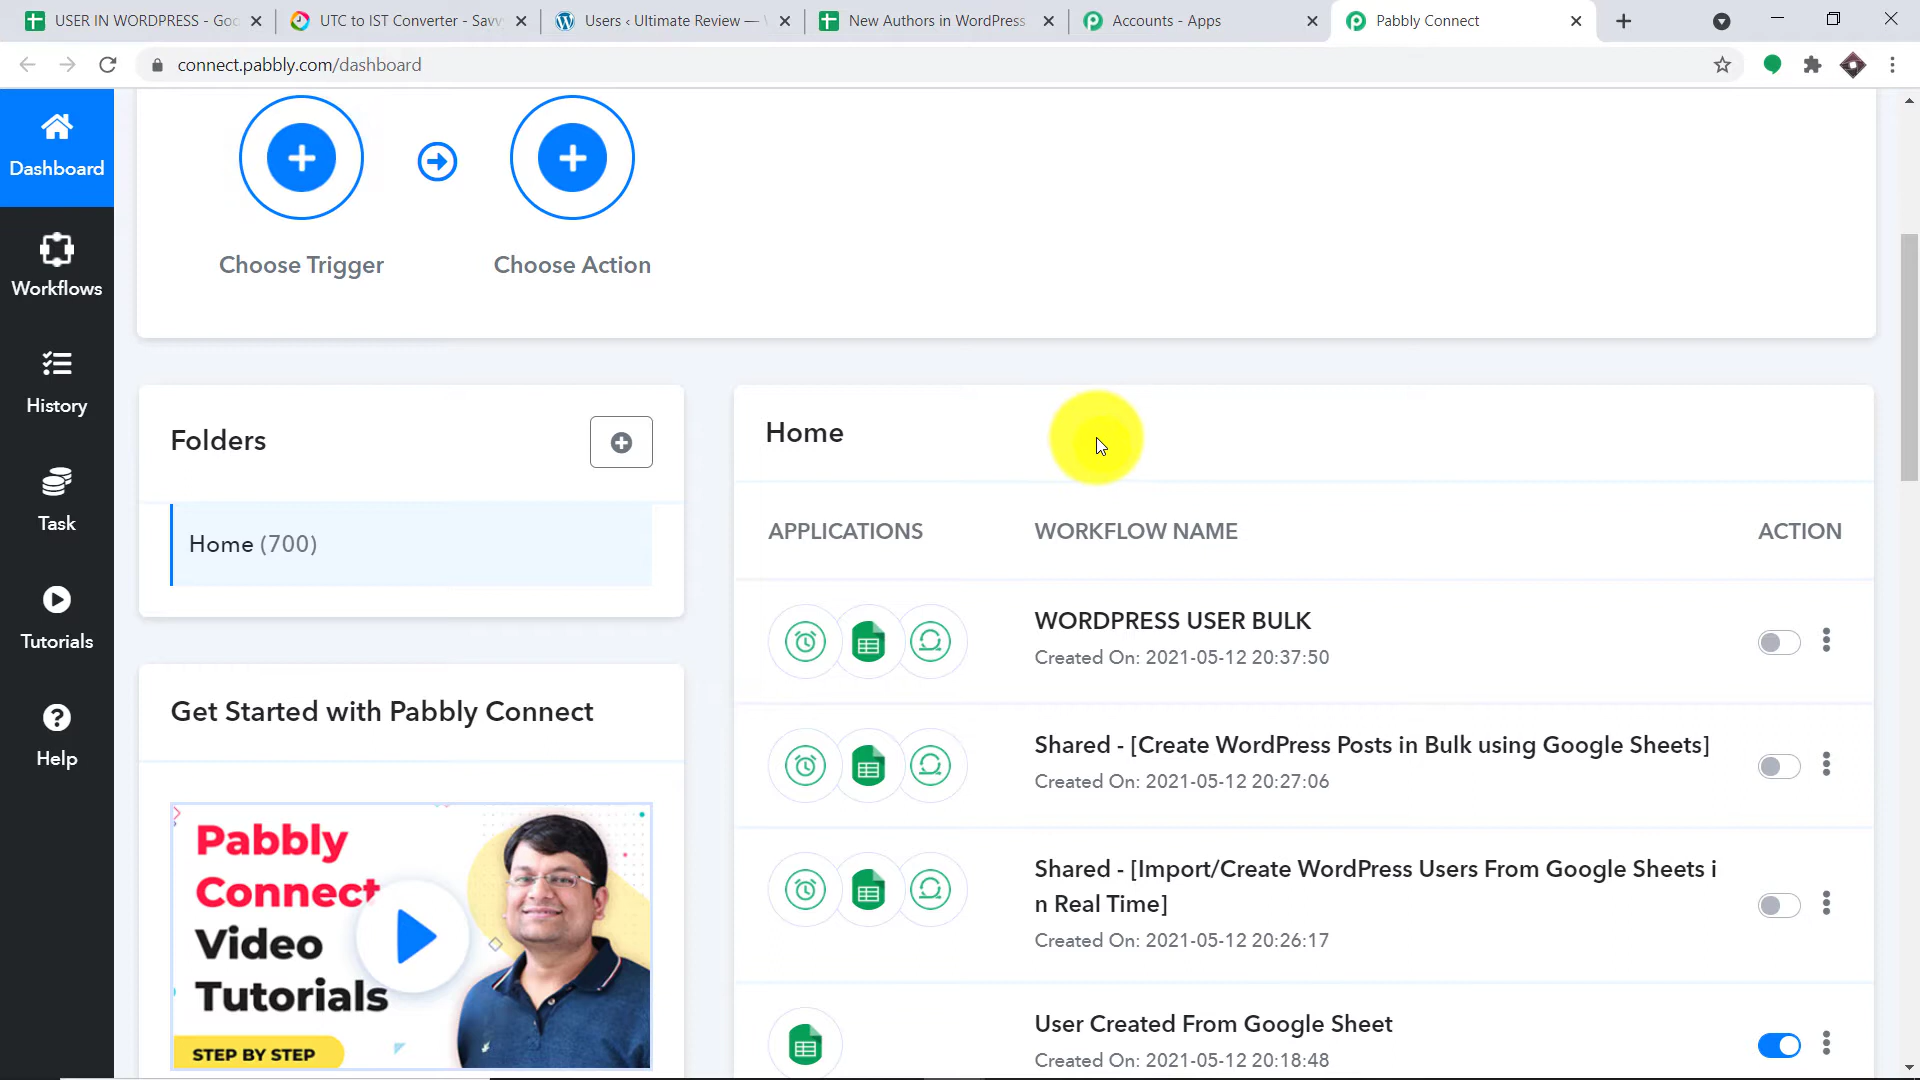 USER IN WORDPRESS - Goo
UTC to IST Converter - Savv
Users ‹ Ultimate Review —
New Authors in WordPress
Accounts - Apps
Pabbly Connect
connect.pabbly.com/dashboard
Dashboard
Workflows
History
Task
Tutorials
Help
Choose Trigger
Choose Action
Folders
Home (700)
Get Started with Pabbly Connect
Pabbly
Connect
Video
Tutorials
STEP BY STEP
Home
APPLICATIONS WORKFLOW NAME ACTION
WORDPRESS USER BULK
Created On: 2021-05-12 20:37:50
Shared - [Create WordPress Posts in Bulk using Google Sheets]
Created On: 2021-05-12 20:27:06
Shared - [Import/Create WordPress Users From Google Sheets i
n Real Time]
Created On: 2021-05-12 20:26:17
User Created From Google Sheet
Created On: 2021-05-12 20:18:48